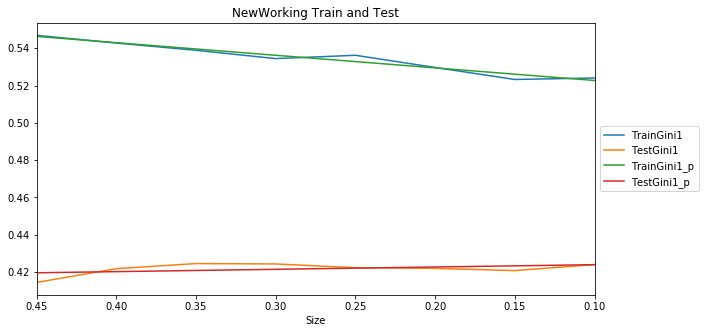 NewWorking Train and Test
0.54
0.52
0.50
0.48
0.46
0.44
0.42
0.45 0.40 0.35 0.30 0.25 0.20 0.15 0.10
Size
TrainGini1
TestGini1
TrainGini1_p
TestGini1_p